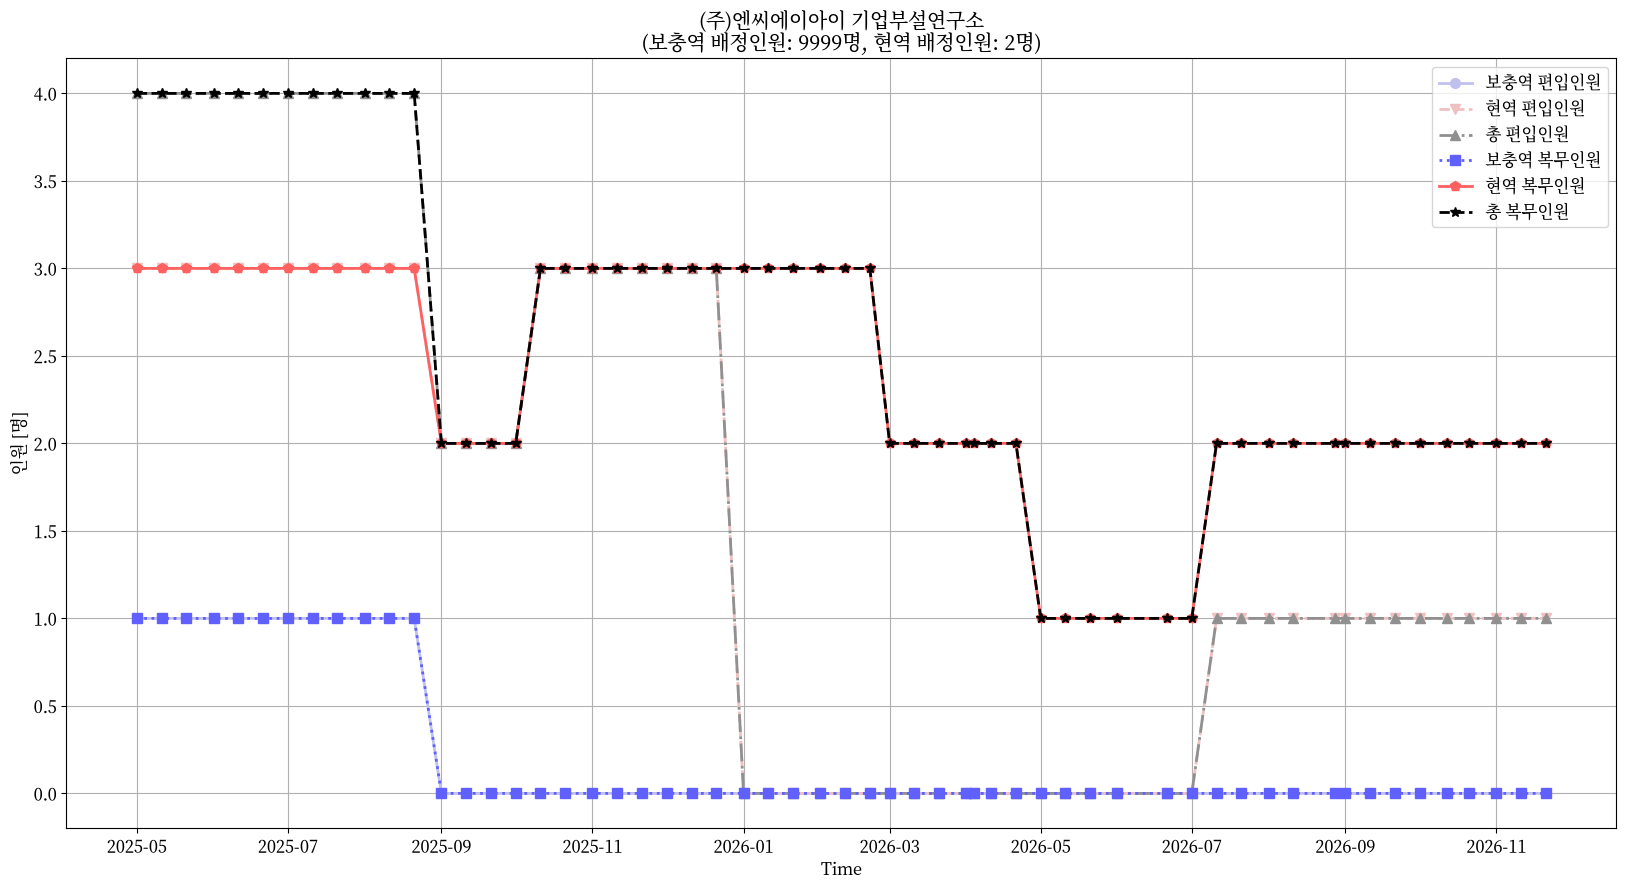 (주)엔씨에이아이 기업부설연구소
(보충역 배정인원: 9999명, 현역 배정인원: 2명)
보충역 편입인원
현역 편입인원
총 편입인원
보충역 복무인원
현역 복무인원
총 복무인원
인원 [명]
4.0
3.5
3.0
2.5
2.0
1.5
1.0
0.5
0.0
2025-05
2025-07
2025-09
2025-11
2026-01
2026-03
2026-05
2026-07
2026-09
2026-11
Time